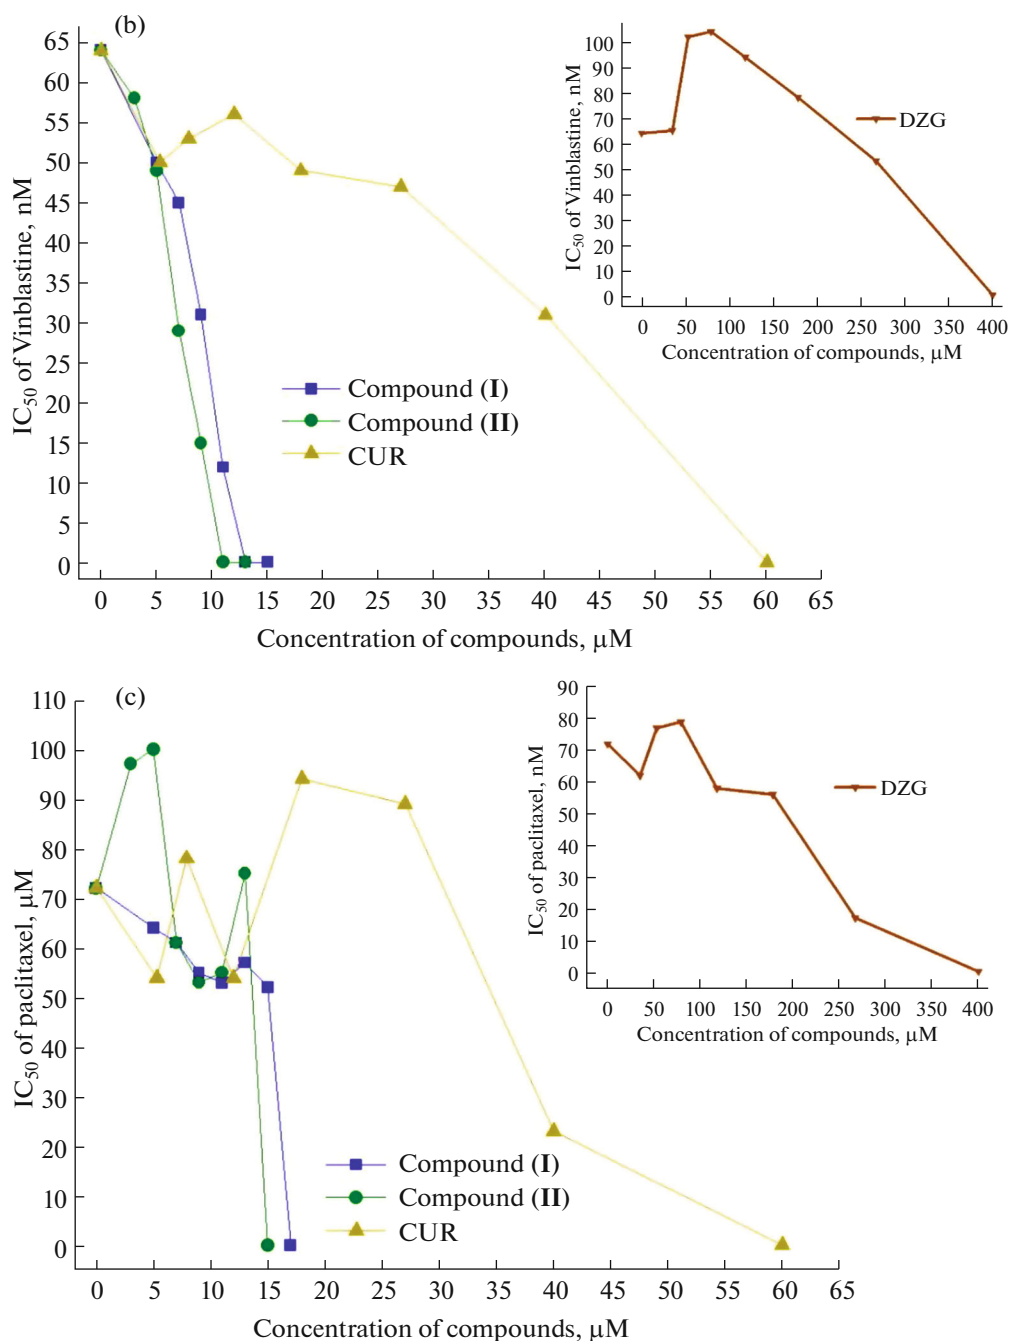 (b)
65
60
55
50
45
40
35
30
25
20
15
10
5
0
IC50 of Vinblastine, nM
0 5 10 15 20 25 30 35 40 45 50 55 60 65
Concentration of compounds, μM
Compound (I)
Compound (II)
CUR
100
90
80
70
60
50
40
30
20
10
0
IC50 of Vinblastine, nM
DZG
0 50 100 150 200 250 300 350 400
Concentration of compounds, μM
(c)
110
100
90
80
70
60
50
40
30
20
10
0
IC50 of paclitaxel, μM
0 5 10 15 20 25 30 35 40 45 50 55 60 65
Concentration of compounds, μM
Compound (I)
Compound (II)
CUR
90
80
70
60
50
40
30
20
10
0
IC50 of paclitaxel, nM
DZG
0 50 100 150 200 250 300 350 400
Concentration of compounds, μM